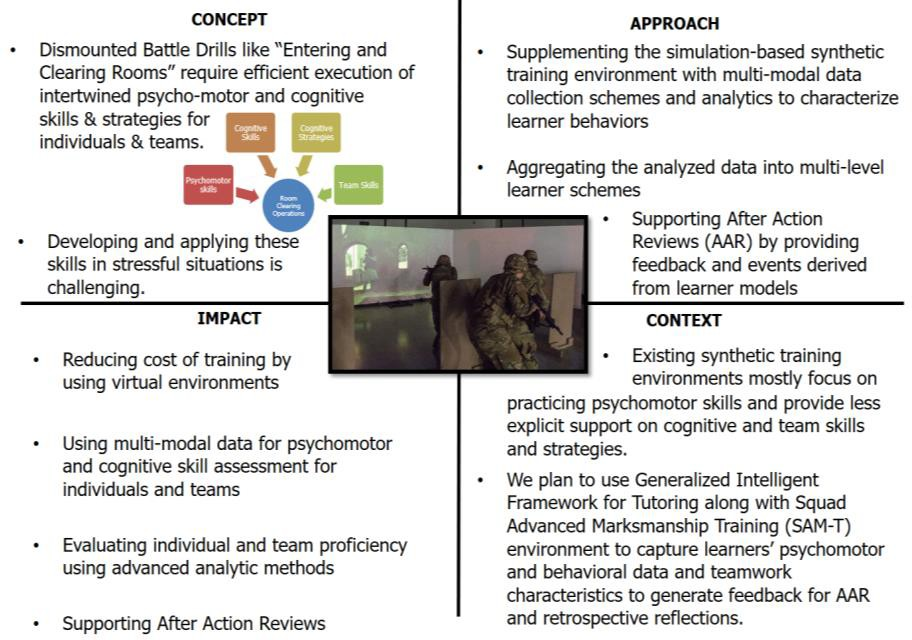 CONCEPT
• Dismounted Battle Drills like “Entering and
Clearing Rooms” require efficient execution of
intertwined psycho-motor and cognitive
skills & strategies for
individuals & teams.
Cognitive
Skills
Cognitive
Strategies
Psychomotor
skills
Team Skills
Room
Clearing
Operations
• Developing and applying these
skills in stressful situations is
challenging.
APPROACH
• Supplementing the simulation-based synthetic
training environment with multi-modal data
collection schemes and analytics to characterize
learner behaviors
• Aggregating the analyzed data into multi-level
learner schemes
• Supporting After Action
Reviews (AAR) by providing
feedback and events derived
from learner models
IMPACT
• Reducing cost of training by
using virtual environments
• Using multi-modal data for psychomotor
and cognitive skill assessment for
individuals and teams
• Evaluating individual and team proficiency
using advanced analytic methods
• Supporting After Action Reviews
CONTEXT
• Existing synthetic training
environments mostly focus on
practicing psychomotor skills and provide less
explicit support on cognitive and team skills
and strategies.
• We plan to use Generalized Intelligent
Framework for Tutoring along with Squad
Advanced Marksmanship Training (SAM-T)
environment to capture learners’ psychomotor
and behavioral data and teamwork
characteristics to generate feedback for AAR
and retrospective reflections.